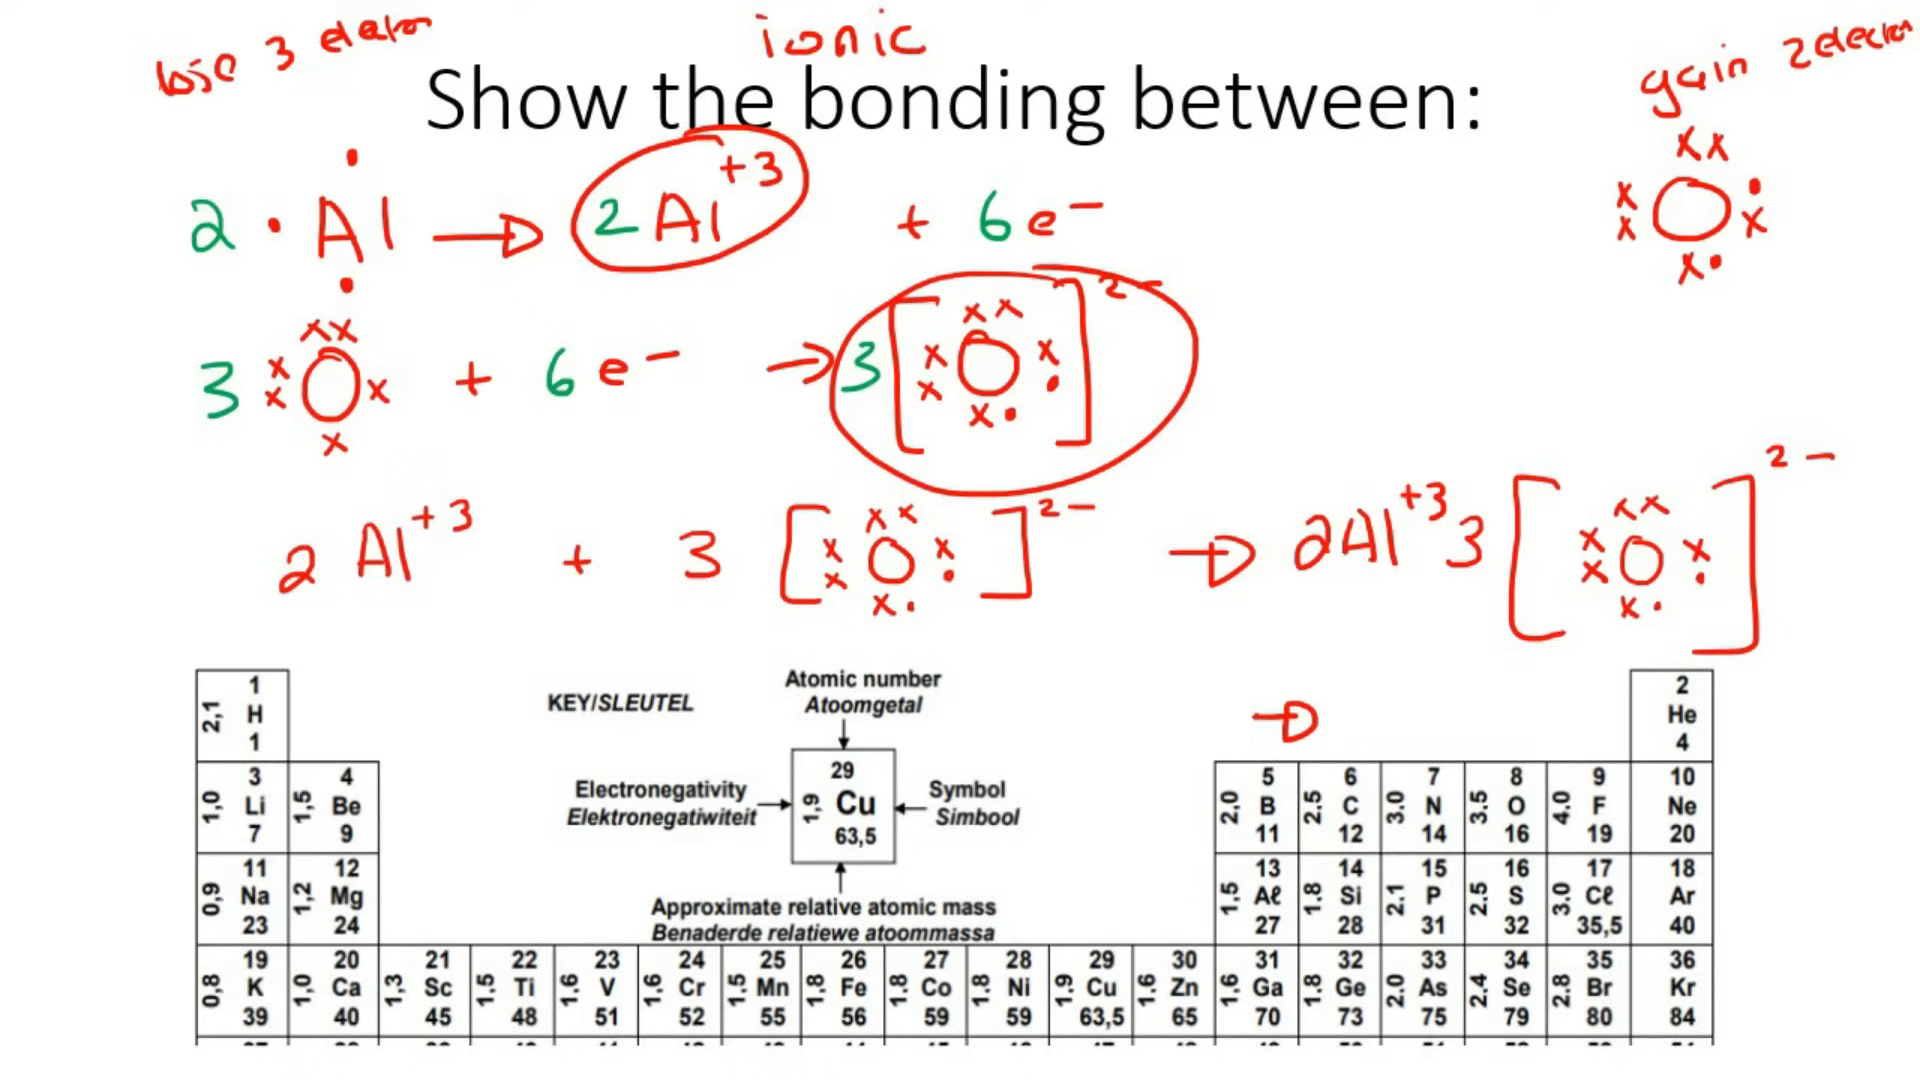 ionic
lose 3 elektron
gain 2 electron
Show the bonding between:
2 • Al → 2 Al +3 + 6 e −
3 O + 6 e − → 3 [ O ] 2 −
2 Al +3 + 3 [ O ] 2 − → 2 Al +3 3 [ O ] 2 −
KEY/SLEUTEL
Atomic number
Atoomgetal
Electronegativity
Elektronegatiwiteit
29
1,9 Cu
63,5
Symbol
Simbool
Approximate relative atomic mass
Benaderde relatiewe atoommassa
1 2
2,1 H He
1 4
3 4 5 6 7 8 9 10
1,0 Li 1,5 Be 2,0 B 2,5 C 3,0 N 3,5 O 4,0 F Ne
7 9 11 12 14 16 19 20
11 12 13 14 15 16 17 18
0,9 Na 1,2 Mg 1,5 Aℓ 1,8 Si 2,1 P 2,5 S 3,0 Cℓ Ar
23 24 27 28 31 32 35,5 40
19 20 21 22 23 24 25 26 27 28 29 30 31 32 33 34 35 36
0,8 K 1,0 Ca 1,3 Sc 1,5 Ti 1,6 V 1,6 Cr 1,5 Mn 1,8 Fe 1,8 Co 1,8 Ni 1,9 Cu 1,6 Zn 1,6 Ga 1,8 Ge 2,0 As 2,4 Se 2,8 Br Kr
39 40 45 48 51 52 55 56 59 59 63,5 65 70 73 75 79 80 84